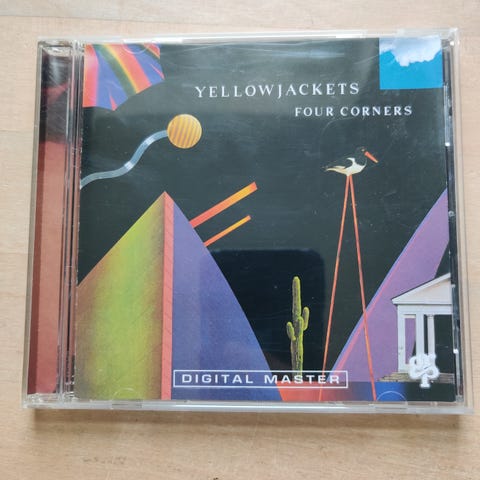 YELLOWJACKETS
FOUR CORNERS
DIGITAL MASTER